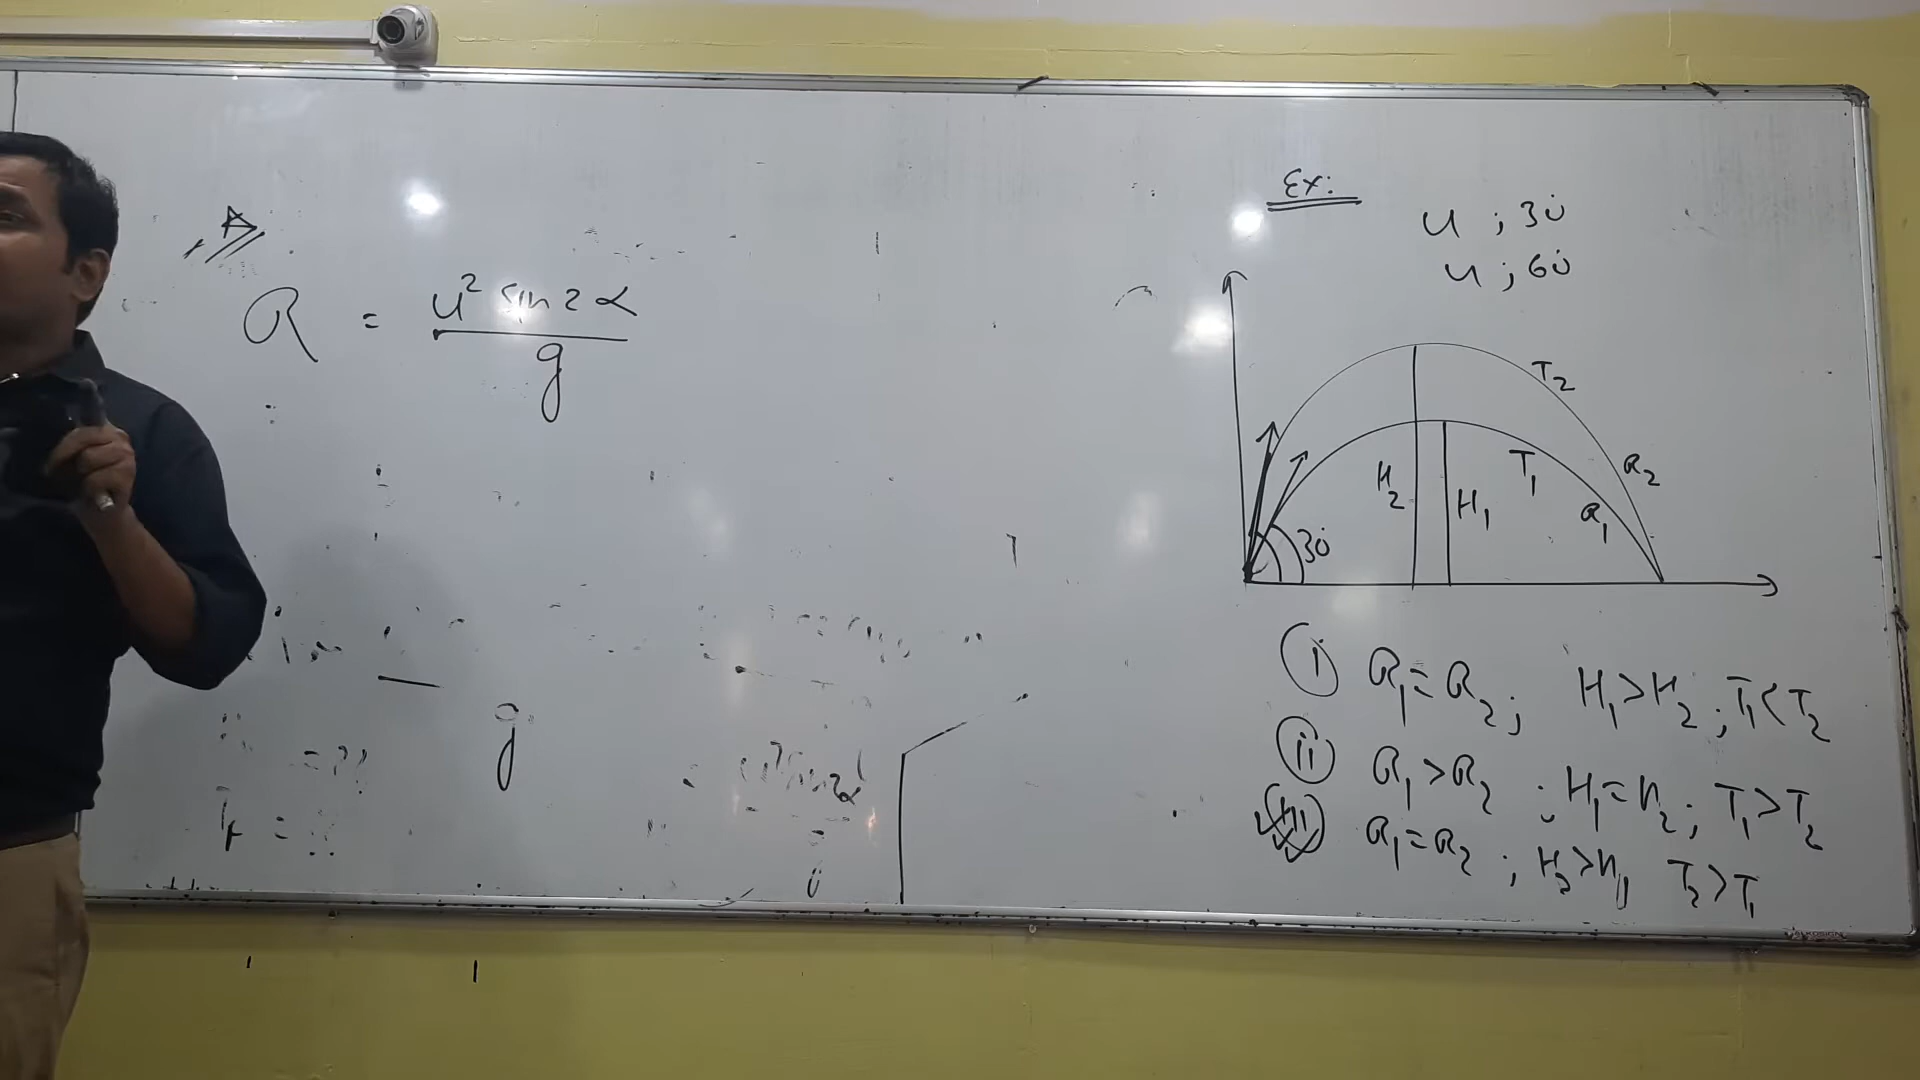 R = u² sin 2α / g
g
= ??
= ??
Ex:
u ; 30°
u ; 60°
T₂
R₂
H₂
H₁
T₁
R₁
30°
(i) R₁ = R₂ ; H₁ > H₂ ; T₁ < T₂
(ii) R₁ > R₂ ; H₁ = H₂ ; T₁ > T₂
(iii) R₁ = R₂ ; H₂ > H₁ T₂ > T₁